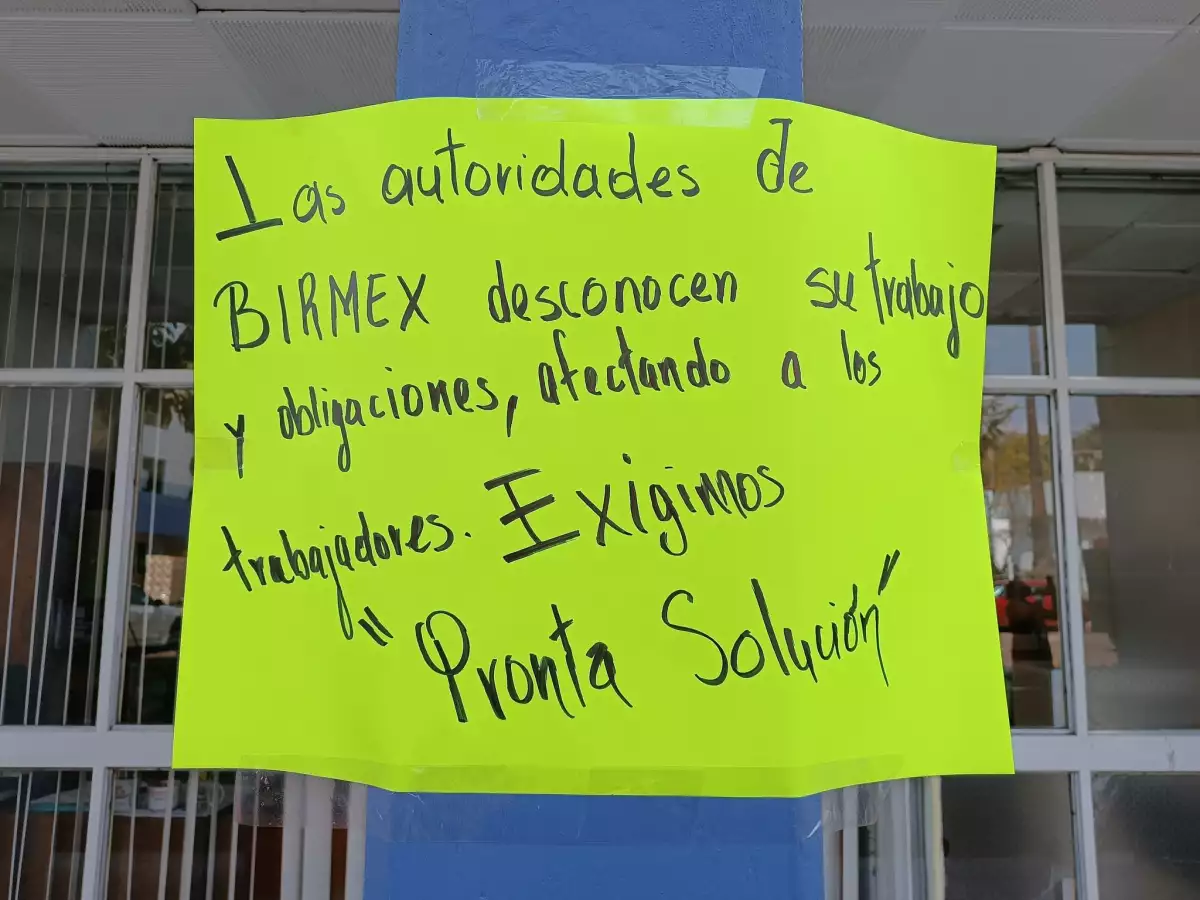 Las autoridades de
BIRMEX desconocen su trabajo
y obligaciones, afectando a los
trabajadores. Exigimos
"Pronta Solución"